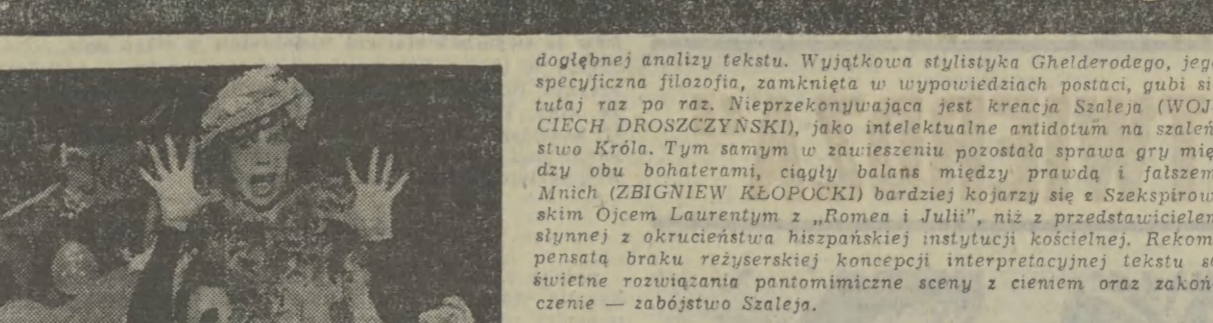 dogłębnej analizy tekstu. Wyjątkowa stylistyka Ghelderodego, jeg
specyficzna filozofia, zamknięta w wypowiedziach postaci, gubi si
tutaj raz po raz. Nieprzekonywająca jest kreacja Szaleja (WOJ-
CIECH DROSZCZYŃSKI), jako intelektualne antidotum na szaleń
stwo Króla. Tym samym w zawieszeniu pozostała sprawa gry mię
dzy obu bohaterami, ciągły balans między prawdą i fałszem
Mnich (ZBIGNIEW KŁOPOCKI) bardziej kojarzy się z Szekspirow
skim Ojcem Laurentym z „Romea i Julii”, niż z przedstawicielem
słynnej z okrucieństwa hiszpańskiej instytucji kościelnej. Rekom
pensatą braku reżyserskiej koncepcji interpretacyjnej tekstu są
świetne rozwiązania pantomimiczne sceny z cieniem oraz zakoń
czenie — zabójstwo Szaleja.